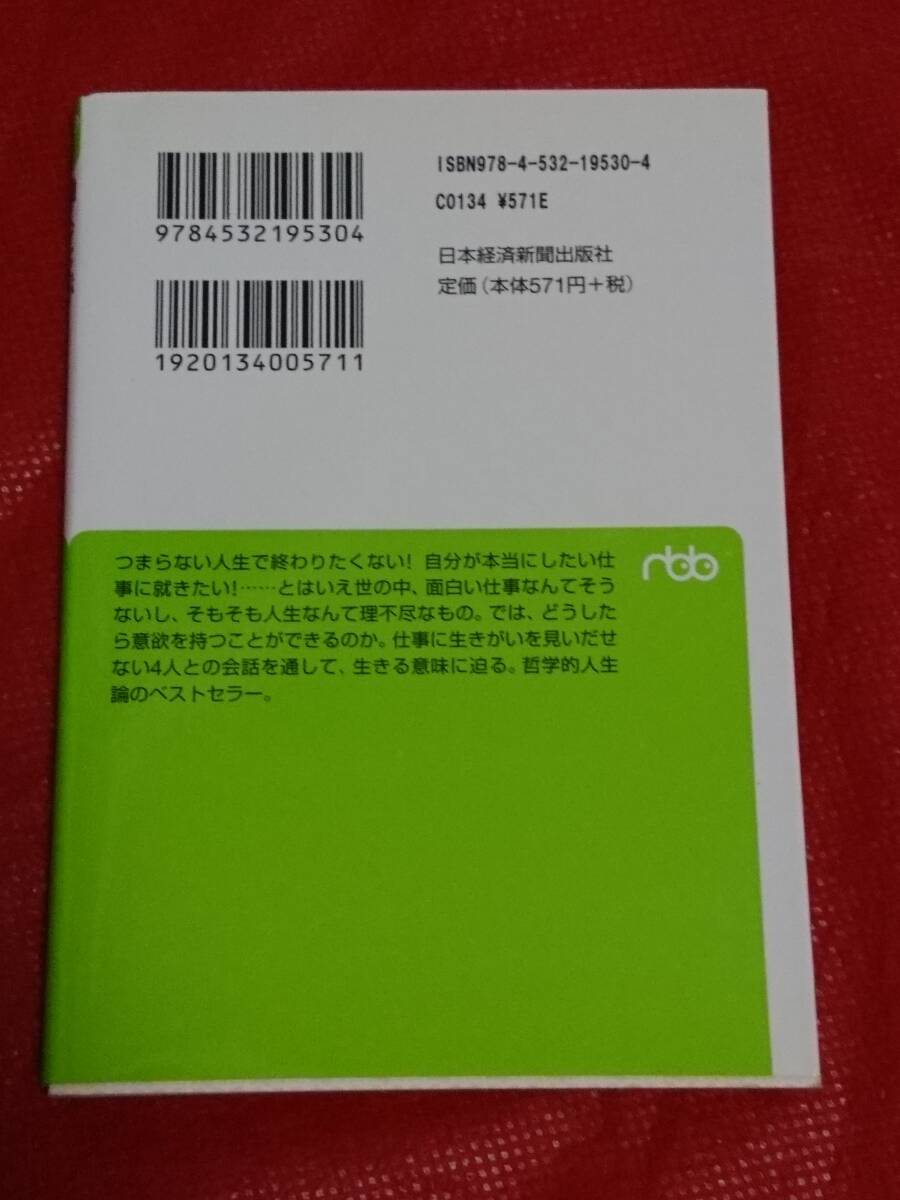 ISBN978-4-532-19530-4
C0134 ¥571E
9784532195304
日本経済新聞出版社
定価(本体571円+税)
1920134005711
つまらない人生で終わりたくない! 自分が本当にしたい仕
事に就きたい!……とはいえ世の中、面白い仕事なんてそう
ないし、そもそも人生なんて理不尽なもの。では、どうした
ら意欲を持つことができるのか。仕事に生きがいを見いだせ
ない4人との会話を通して、生きる意味に迫る。哲学的人生
論のベストセラー。
nbb